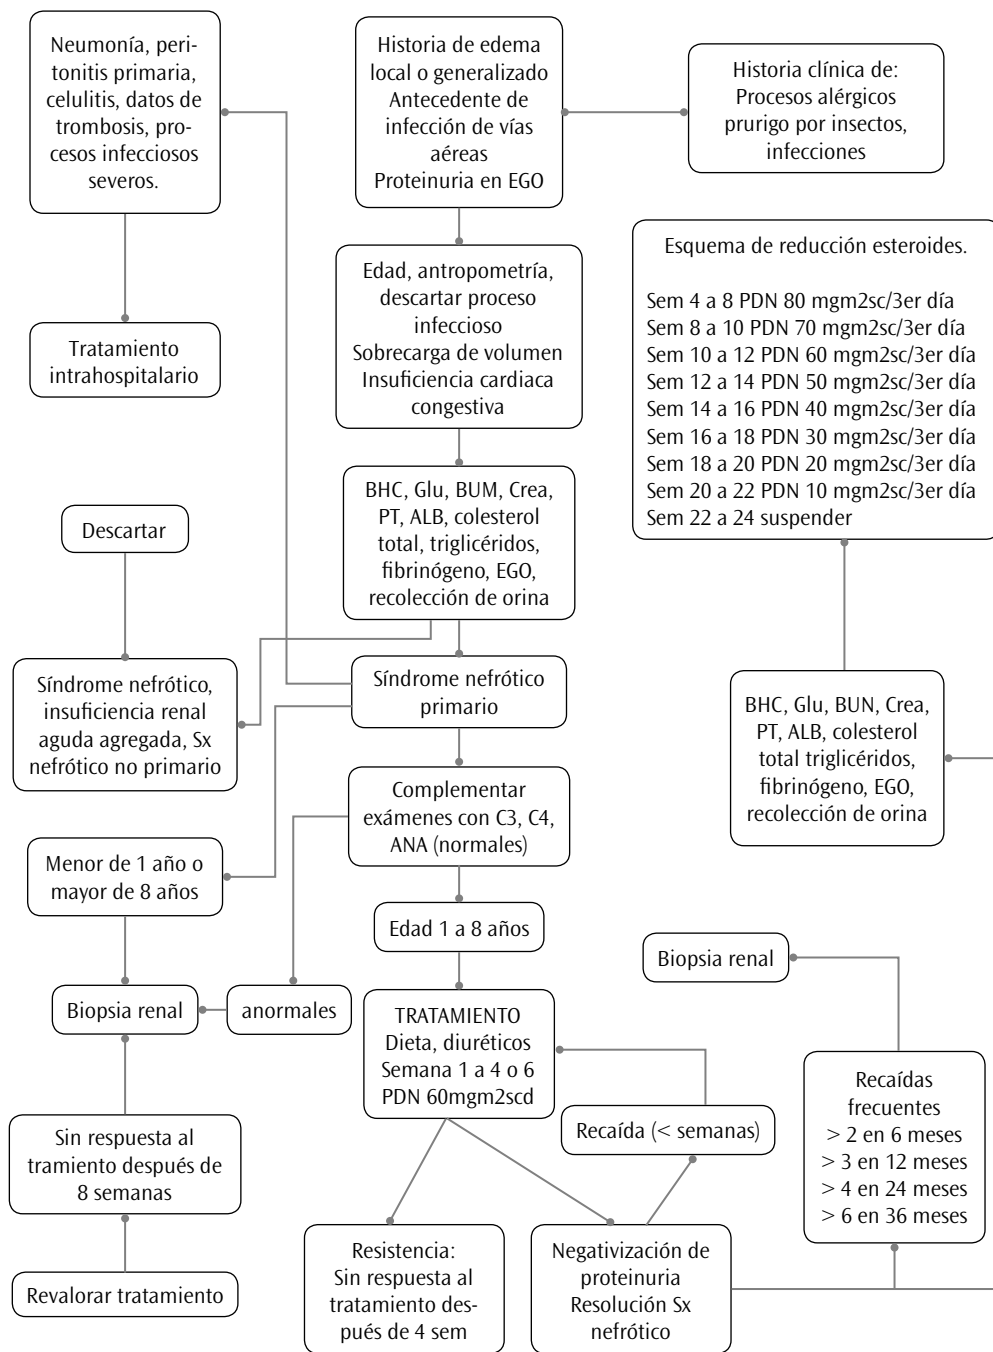 Neumonía, peri-
tonitis primaria,
celulitis, datos de
trombosis, pro-
cesos infecciosos
severos.
Historia de edema
local o generalizado
Antecedente de
infección de vías
aéreas
Proteinuria en EGO
Historia clínica de:
Procesos alérgicos
prurigo por insectos,
infecciones
Tratamiento
intrahospitalario
Edad, antropometría,
descartar proceso
infeccioso
Sobrecarga de volumen
Insuficiencia cardiaca
congestiva
Esquema de reducción esteroides.
Sem 4 a 8 PDN 80 mgm2sc/3er día
Sem 8 a 10 PDN 70 mgm2sc/3er día
Sem 10 a 12 PDN 60 mgm2sc/3er día
Sem 12 a 14 PDN 50 mgm2sc/3er día
Sem 14 a 16 PDN 40 mgm2sc/3er día
Sem 16 a 18 PDN 30 mgm2sc/3er día
Sem 18 a 20 PDN 20 mgm2sc/3er día
Sem 20 a 22 PDN 10 mgm2sc/3er día
Sem 22 a 24 suspender
Descartar
BHC, Glu, BUM, Crea,
PT, ALB, colesterol
total, triglicéridos,
fibrinógeno, EGO,
recolección de orina
Síndrome nefrótico,
insuficiencia renal
aguda agregada, Sx
nefrótico no primario
Síndrome nefrótico
primario
BHC, Glu, BUN, Crea,
PT, ALB, colesterol
total triglicéridos,
fibrinógeno, EGO,
recolección de orina
Complementar
exámenes con C3, C4,
ANA (normales)
Menor de 1 año o
mayor de 8 años
Edad 1 a 8 años
Biopsia renal
Biopsia renal
anormales
TRATAMIENTO
Dieta, diuréticos
Semana 1 a 4 o 6
PDN 60mgm2scd
Recaídas
frecuentes
> 2 en 6 meses
> 3 en 12 meses
> 4 en 24 meses
> 6 en 36 meses
Sin respuesta al
tramiento después de
8 semanas
Recaída (< semanas)
Revalorar tratamiento
Resistencia:
Sin respuesta al
tratamiento des-
pués de 4 sem
Negativización de
proteinuria
Resolución Sx
nefrótico